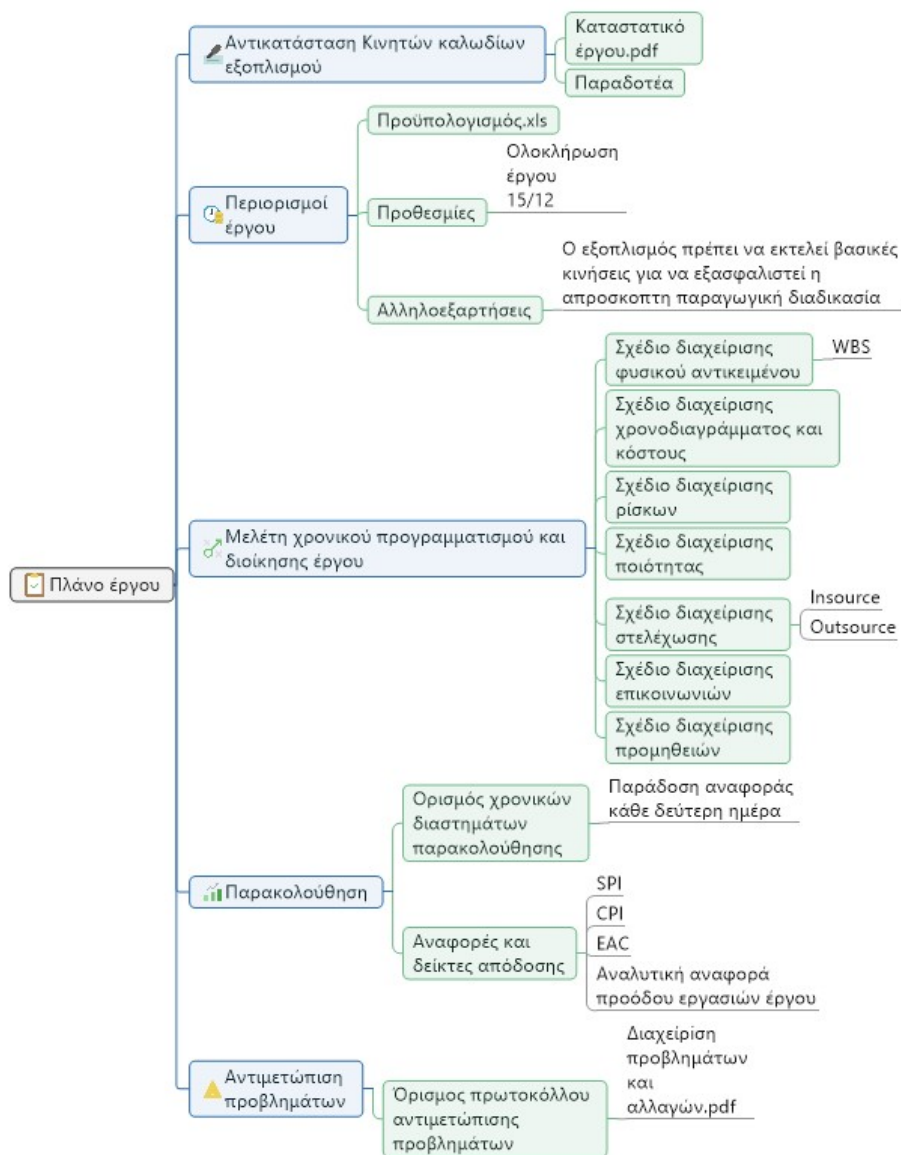 Αντικατάσταση Κινητών καλωδίων
εξοπλισμού
Καταστατικό
έργου.pdf
Παραδοτέα
Περιορισμοί
έργου
Προϋπολογισμός.xls
Προθεσμίες
Ολοκλήρωση
έργου
15/12
Αλληλοεξαρτήσεις
Ο εξοπλισμός πρέπει να εκτελεί βασικές
κινήσεις για να εξασφαλιστεί η
απροσκοπτη παραγωγική διαδικασία
Πλάνο έργου
Μελέτη χρονικού προγραμματισμού και
διοίκησης έργου
Σχέδιο διαχείρισης
φυσικού αντικειμένου
WBS
Σχέδιο διαχείρισης
χρονοδιαγράμματος και
κόστους
Σχέδιο διαχείρισης
ρίσκων
Σχέδιο διαχείρισης
ποιότητας
Σχέδιο διαχείρισης
στελέχωσης
Insource
Outsource
Σχέδιο διαχείρισης
επικοινωνιών
Σχέδιο διαχείρισης
προμηθειών
Παρακολούθηση
Ορισμός χρονικών
διαστημάτων
παρακολούθησης
Παράδοση αναφοράς
κάθε δεύτερη ημέρα
Αναφορές και
δείκτες απόδοσης
SPI
CPI
EAC
Αναλυτική αναφορά
προόδου εργασιών έργου
Αντιμετώπιση
προβλημάτων
Όρισμος πρωτοκόλλου
αντιμετώπισης
προβλημάτων
Διαχείρiση
προβλημάτων
και
αλλαγών.pdf